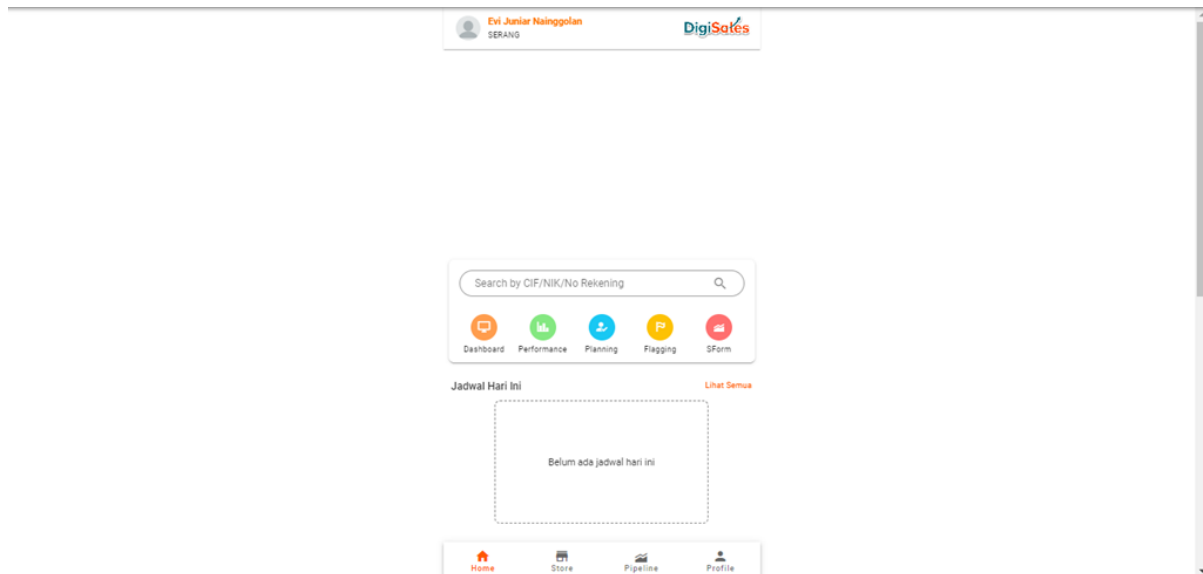 Evi Juniar Nainggolan
SERANG
DigiSales
Search by CIF/NIK/No Rekening
Dashboard Performance Planning Flagging SForm
Jadwal Hari Ini Lihat Semua
Belum ada jadwal hari ini
Home Store Pipeline Profile